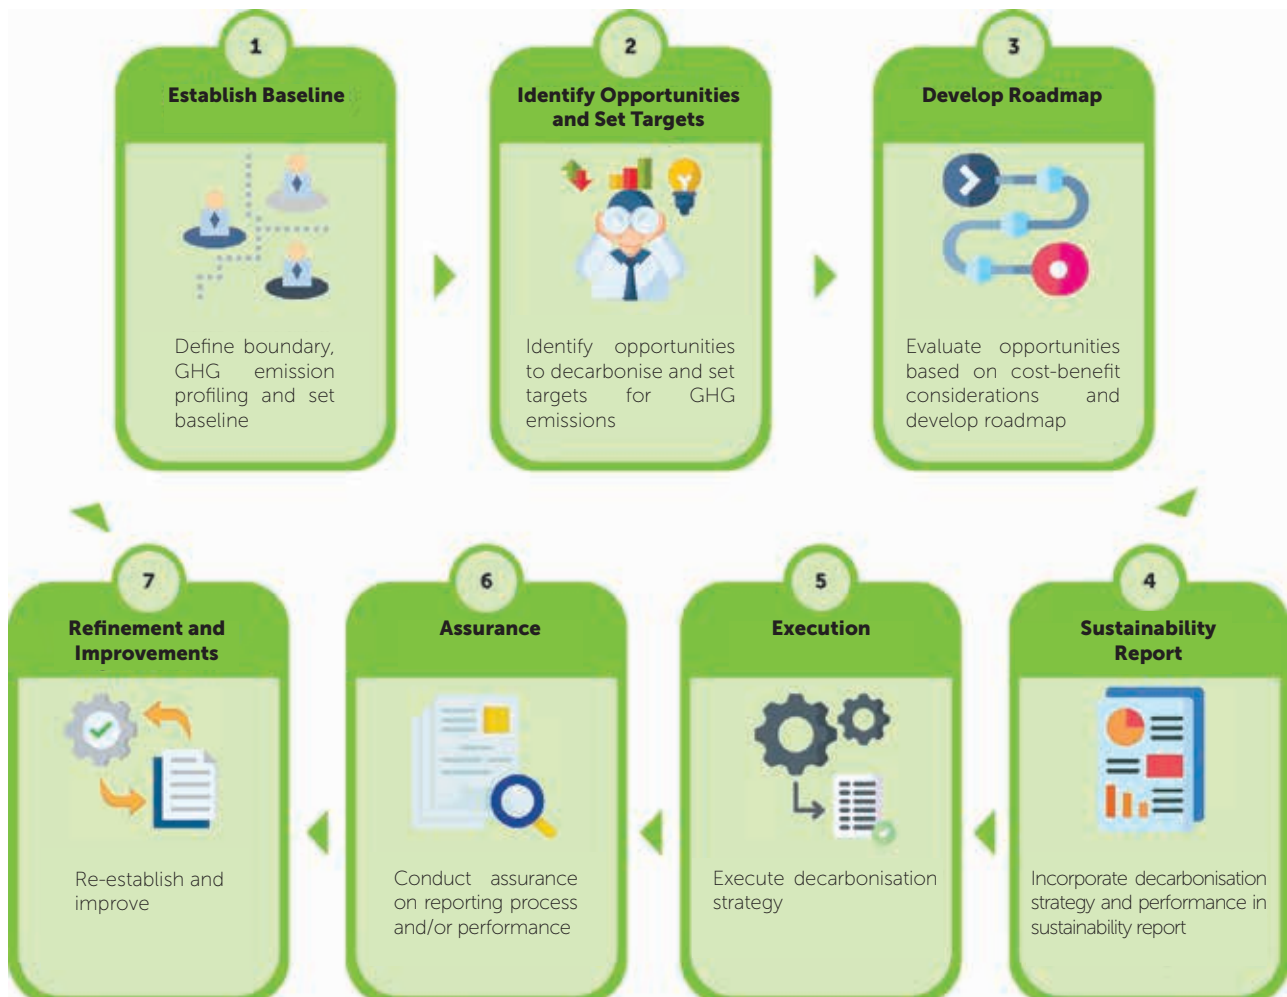 1
Establish Baseline
Define boundary,
GHG emission
profiling and set
baseline
2
Identify Opportunities
and Set Targets
Identify opportunities
to decarbonise and set
targets for GHG
emissions
3
Develop Roadmap
Evaluate opportunities
based on cost-benefit
considerations and
develop roadmap
4
Sustainability
Report
Incorporate decarbonisation
strategy and performance in
sustainability report
5
Execution
Execute decarbonisation
strategy
6
Assurance
Conduct assurance
on reporting process
and/or performance
7
Refinement and
Improvements
Re-establish and
improve